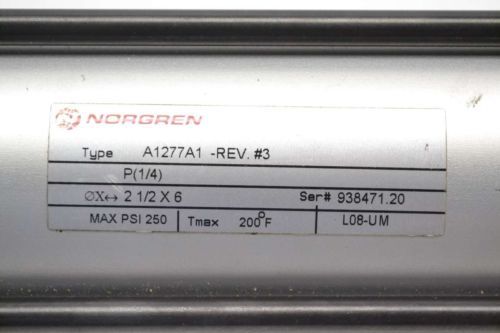 NORGREN
Type A1277A1 -REV. #3
P(1/4)
∅X↔ 2 1/2 X 6 Ser# 938471.20
MAX PSI 250 Tmax 200°F L08-UM